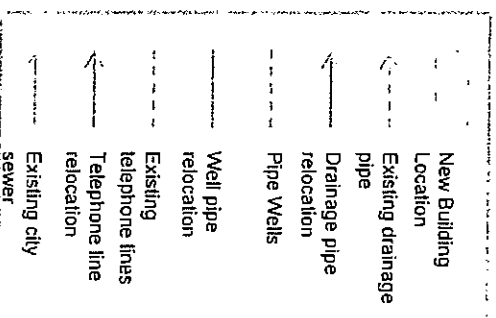 New Building
Location
Existing drainage
pipe
Drainage pipe
relocation
Pipe Wells
Well pipe
relocation
Existing
telephone lines
Telephone line
relocation
Existing city
sewer